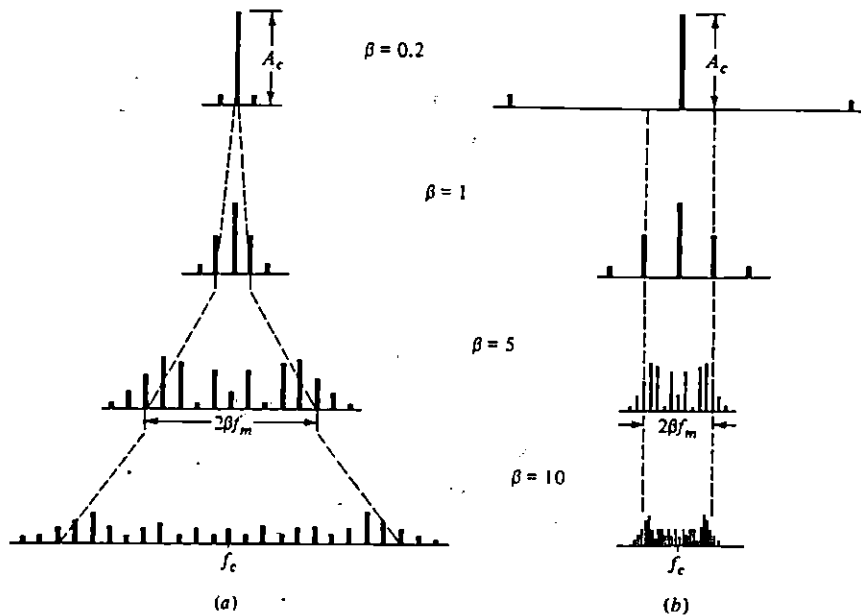 β = 0.2
A_c
A_c
β = 1
β = 5
2βf_m
2βf_m
β = 10
f_c
f_c
(a)
(b)